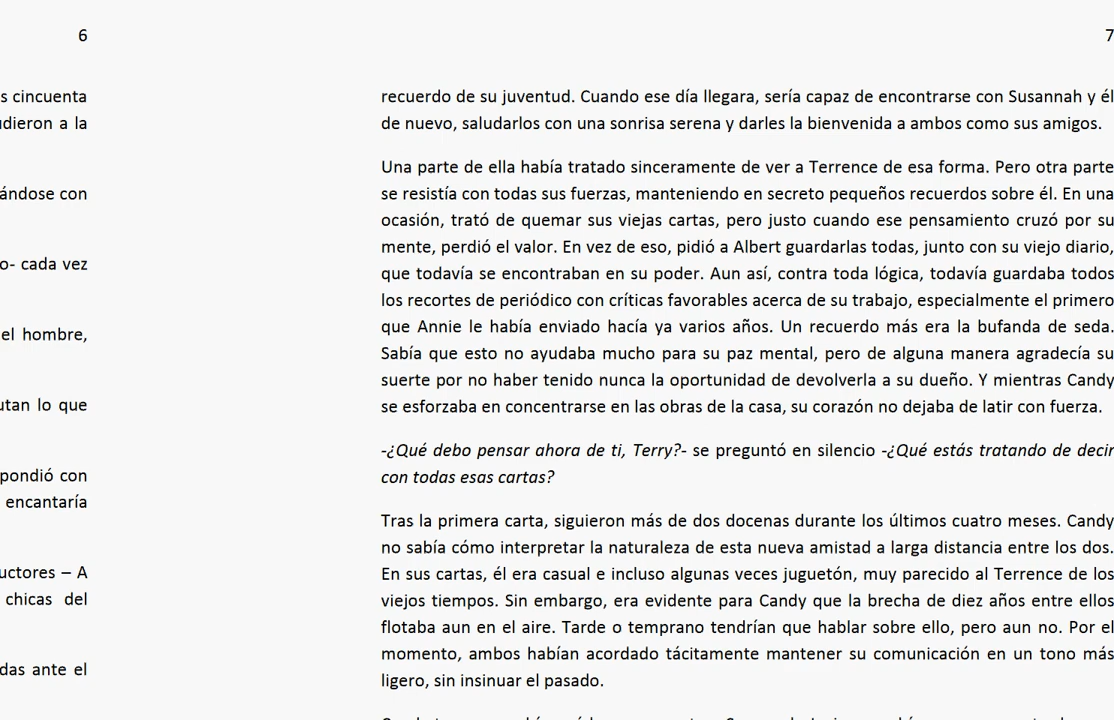 6
s cincuenta
udieron a la
ándose con
o- cada vez
el hombre,
utan lo que
pondió con
encantaría
uctores – A
chicas del
das ante el
7
recuerdo de su juventud. Cuando ese día llegara, sería capaz de encontrarse con Susannah y él
de nuevo, saludarlos con una sonrisa serena y darles la bienvenida a ambos como sus amigos.
Una parte de ella había tratado sinceramente de ver a Terrence de esa forma. Pero otra parte
se resistía con todas sus fuerzas, manteniendo en secreto pequeños recuerdos sobre él. En una
ocasión, trató de quemar sus viejas cartas, pero justo cuando ese pensamiento cruzó por su
mente, perdió el valor. En vez de eso, pidió a Albert guardarlas todas, junto con su viejo diario,
que todavía se encontraban en su poder. Aun así, contra toda lógica, todavía guardaba todos
los recortes de periódico con críticas favorables acerca de su trabajo, especialmente el primero
que Annie le había enviado hacía ya varios años. Un recuerdo más era la bufanda de seda.
Sabía que esto no ayudaba mucho para su paz mental, pero de alguna manera agradecía su
suerte por no haber tenido nunca la oportunidad de devolverla a su dueño. Y mientras Candy
se esforzaba en concentrarse en las obras de la casa, su corazón no dejaba de latir con fuerza.
-¿Qué debo pensar ahora de ti, Terry?- se preguntó en silencio -¿Qué estás tratando de decir
con todas esas cartas?
Tras la primera carta, siguieron más de dos docenas durante los últimos cuatro meses. Candy
no sabía cómo interpretar la naturaleza de esta nueva amistad a larga distancia entre los dos.
En sus cartas, él era casual e incluso algunas veces juguetón, muy parecido al Terrence de los
viejos tiempos. Sin embargo, era evidente para Candy que la brecha de diez años entre ellos
flotaba aun en el aire. Tarde o temprano tendrían que hablar sobre ello, pero aun no. Por el
momento, ambos habían acordado tácitamente mantener su comunicación en un tono más
ligero, sin insinuar el pasado.